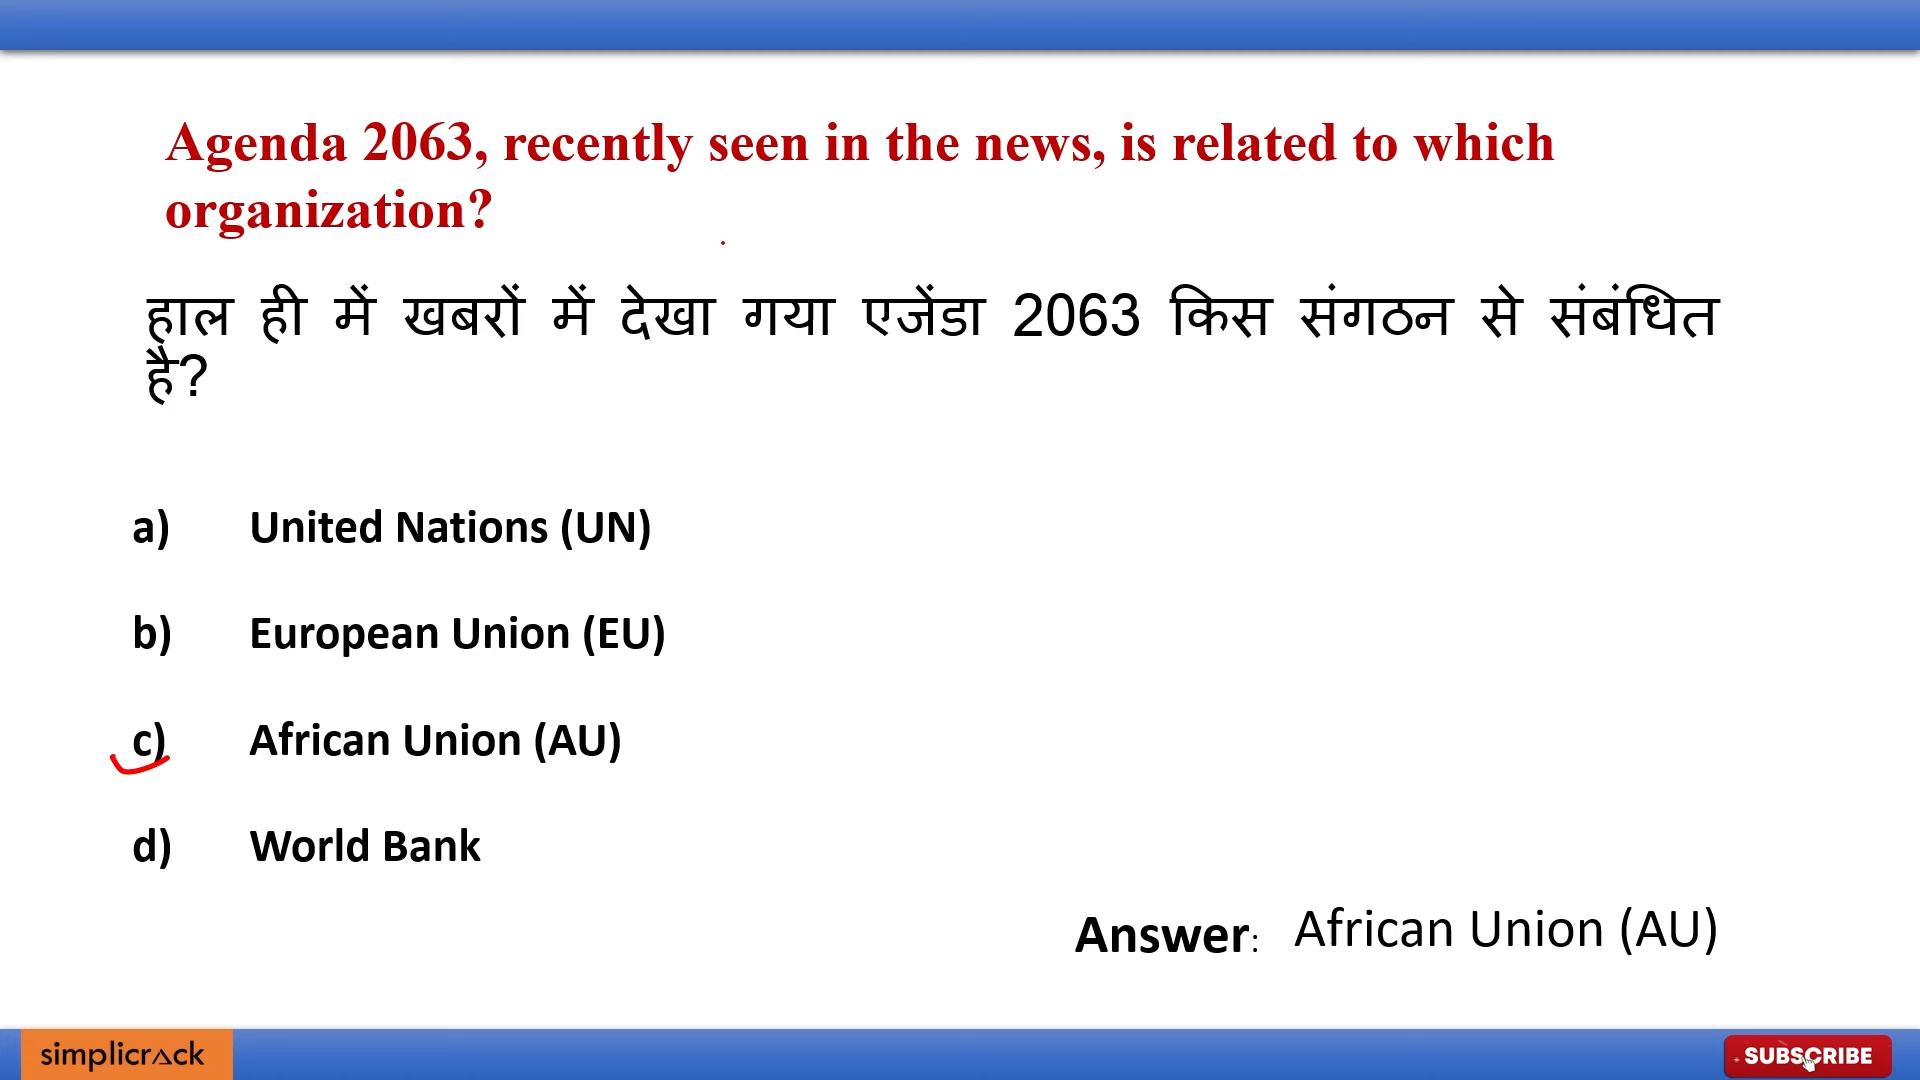 Agenda 2063, recently seen in the news, is related to which
organization?
हाल ही में खबरों में देखा गया एजेंडा 2063 किस संगठन से संबंधित
है?
a) United Nations (UN)
b) European Union (EU)
c) African Union (AU)
d) World Bank
Answer: African Union (AU)
simplicrack
SUBSCRIBE